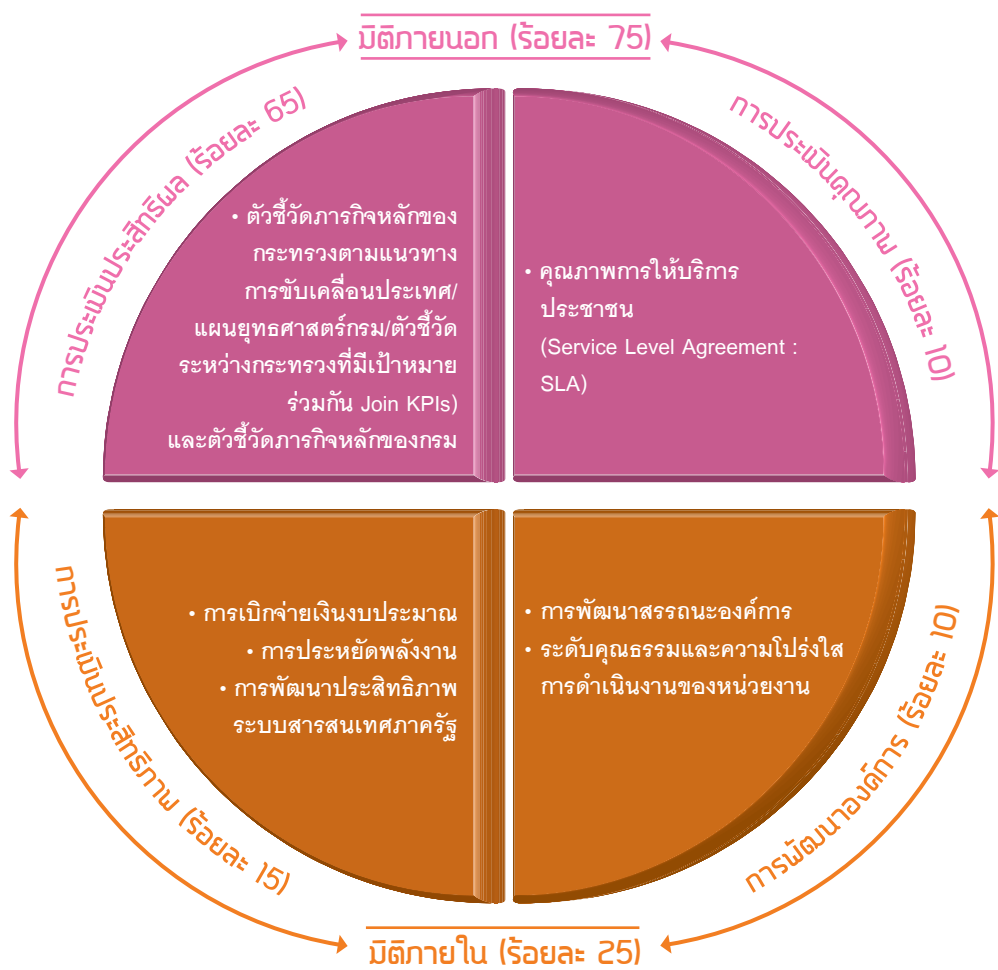 มิติภายนอก (ร้อยละ 75)
การประเมินประสิทธิผล (ร้อยละ 65)
• ตัวชี้วัดภารกิจหลักของ
กระทรวงตามแนวทาง
การขับเคลื่อนประเทศ/
แผนยุทธศาสตร์กรม/ตัวชี้วัด
ระหว่างกระทรวงที่มีเป้าหมาย
ร่วมกัน Join KPIs)
และตัวชี้วัดภารกิจหลักของกรม
การประเมินคุณภาพ (ร้อยละ 10)
• คุณภาพการให้บริการ
ประชาชน
(Service Level Agreement :
SLA)
การประเมินประสิทธิภาพ (ร้อยละ 15)
• การเบิกจ่ายเงินงบประมาณ
• การประหยัดพลังงาน
• การพัฒนาประสิทธิภาพ
ระบบสารสนเทศภาครัฐ
การพัฒนาองค์การ (ร้อยละ 10)
• การพัฒนาสรรถนะองค์การ
• ระดับคุณธรรมและความโปร่งใส
การดำเนินงานของหน่วยงาน
มิติภายใน (ร้อยละ 25)